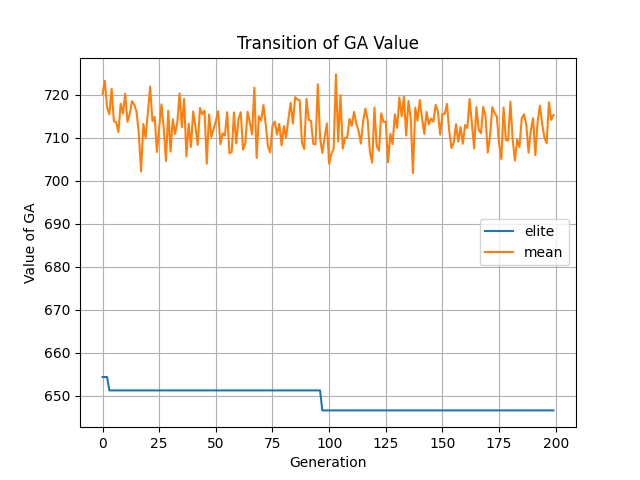 Transition of GA Value
Value of GA
720
710
700
690
680
670
660
650
elite
mean
0 25 50 75 100 125 150 175 200
Generation